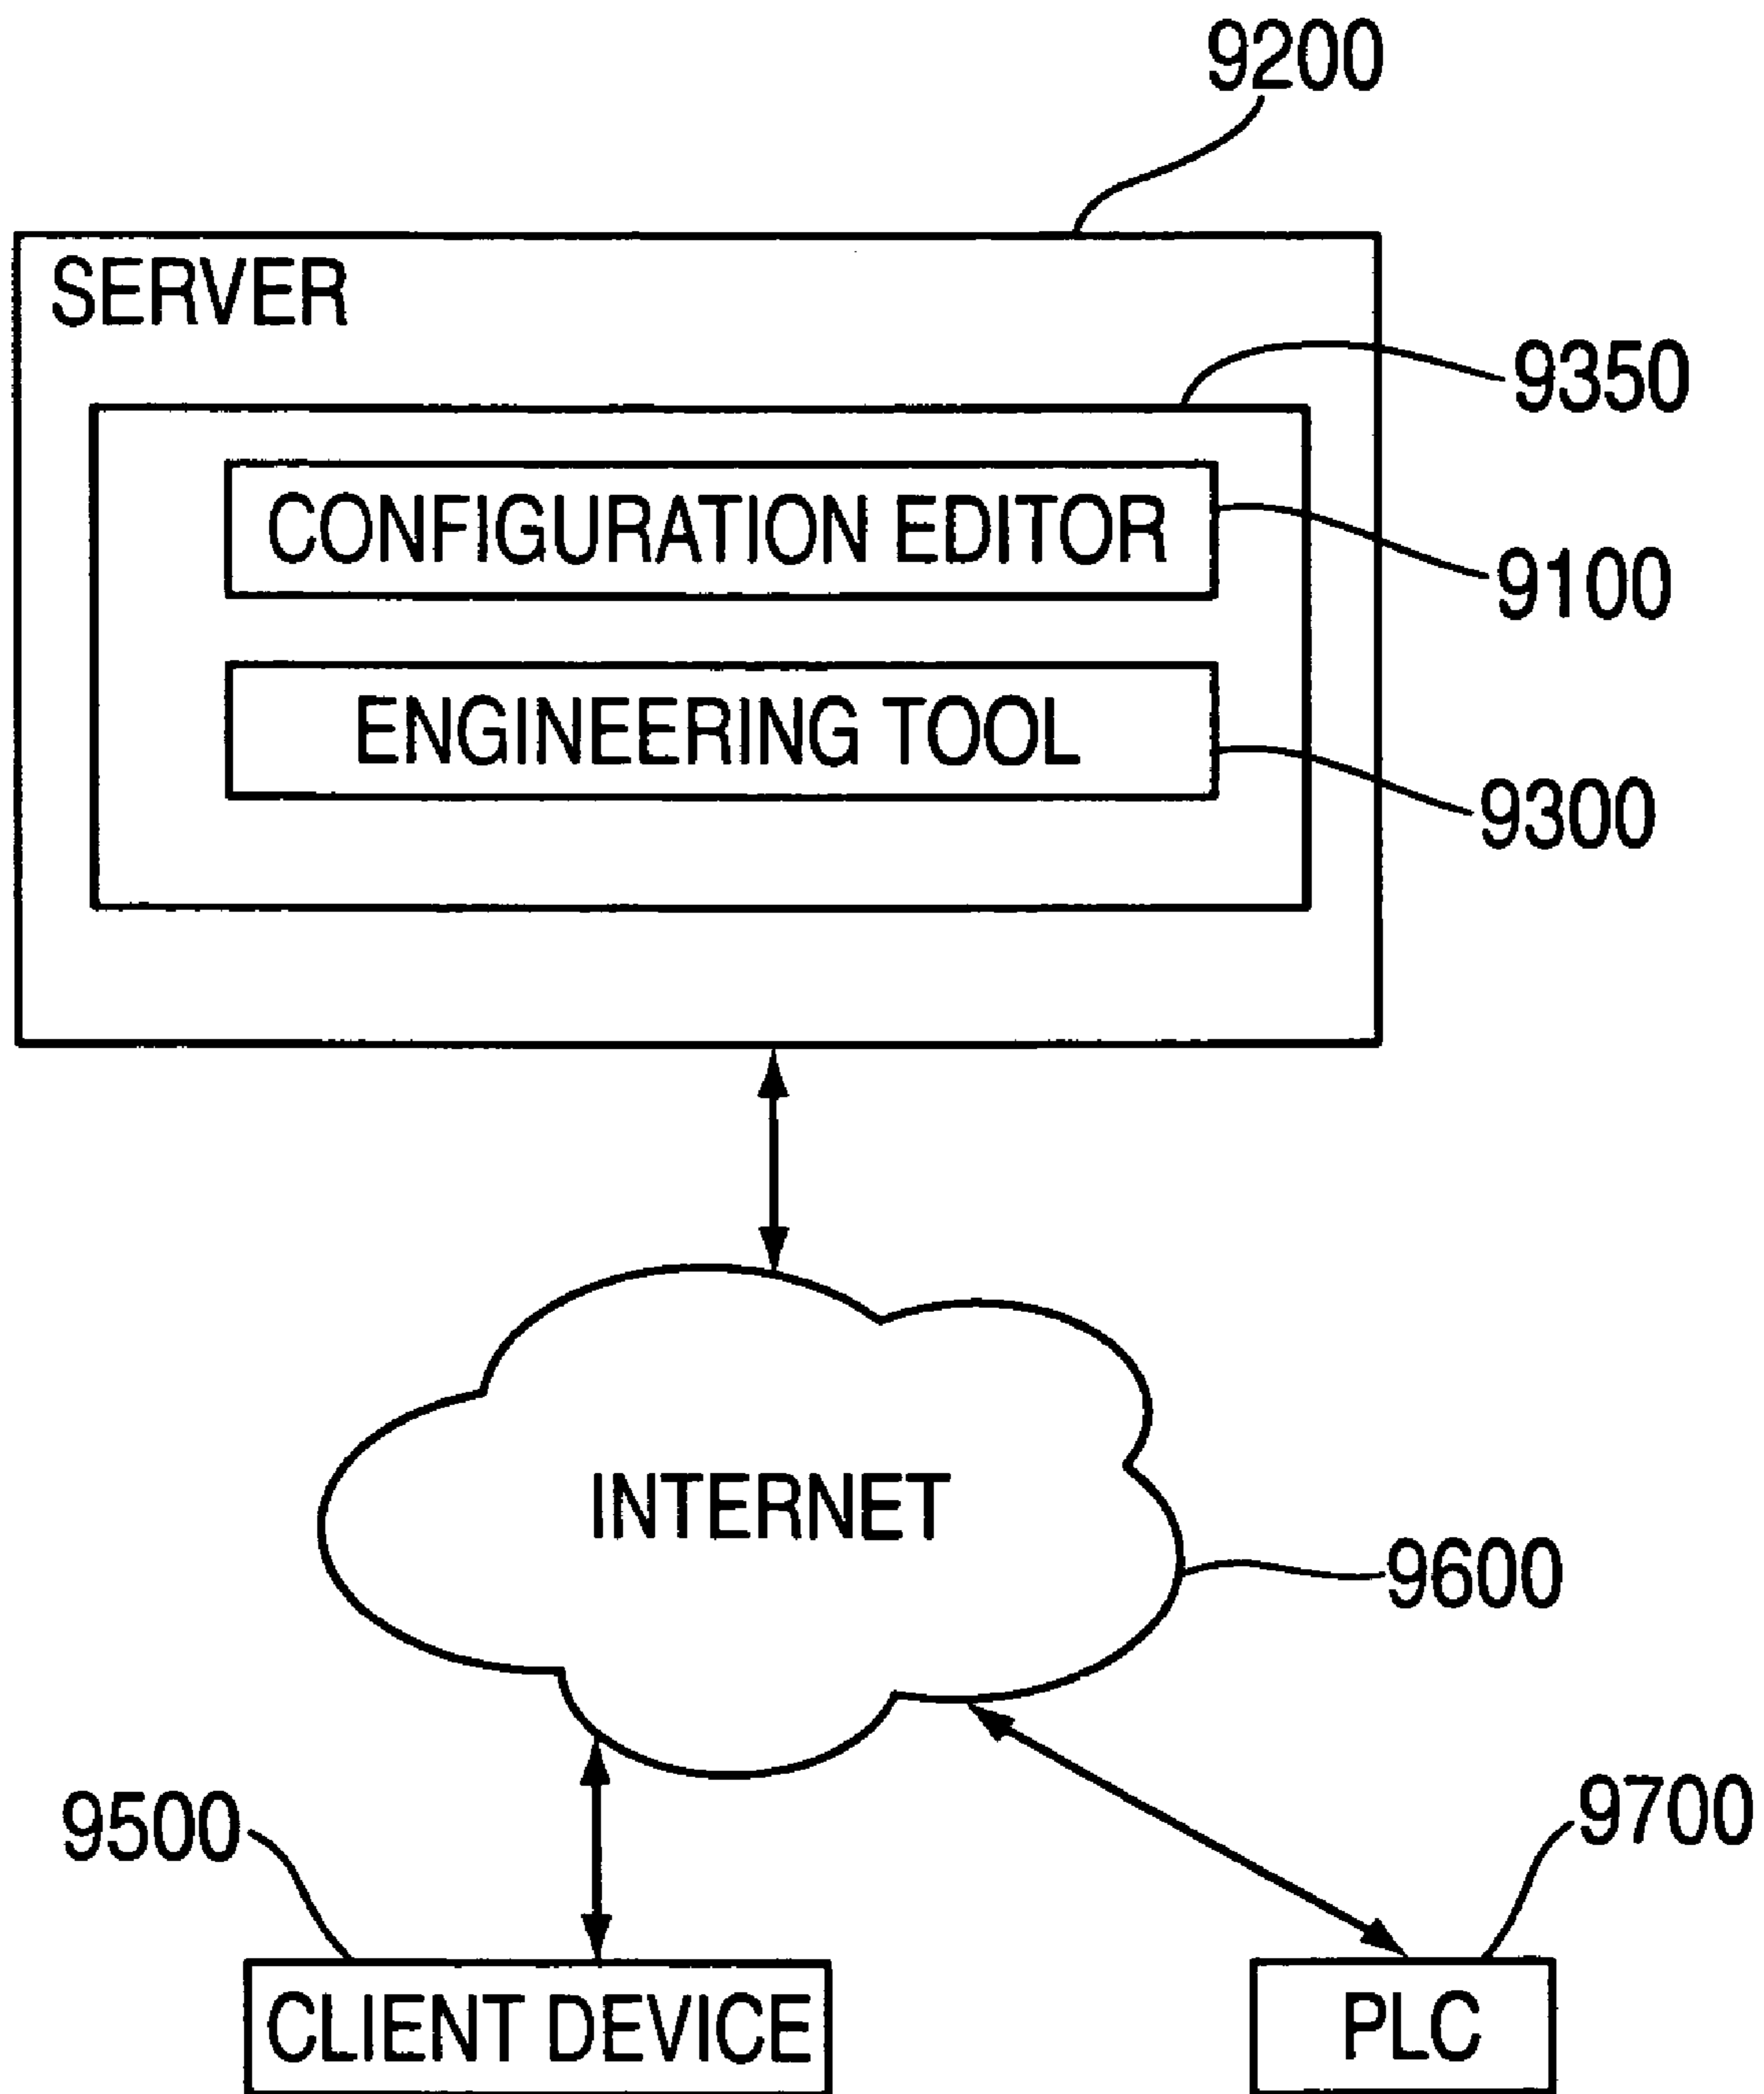 9200
SERVER
9350
CONFIGURATION EDITOR
9100
ENGINEERING TOOL
9300
INTERNET
9600
9500
9700
CLIENT DEVICE
PLC